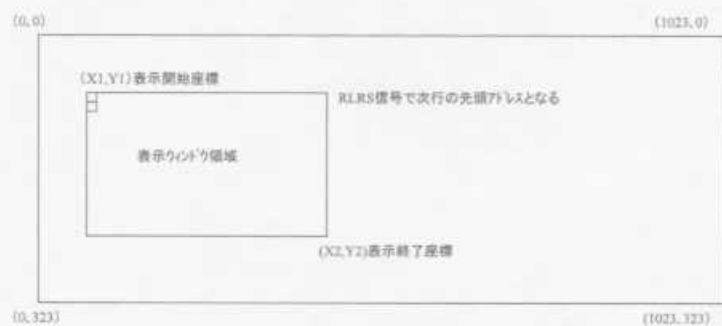 (0,0)
(1023,0)
(X1,Y1)表示開始座標
RLRS信号で次行の先頭ｱﾄﾞﾚｽとなる
表示ｳｨﾝﾄﾞｳ領域
(X2,Y2)表示終了座標
(0,323)
(1023,323)